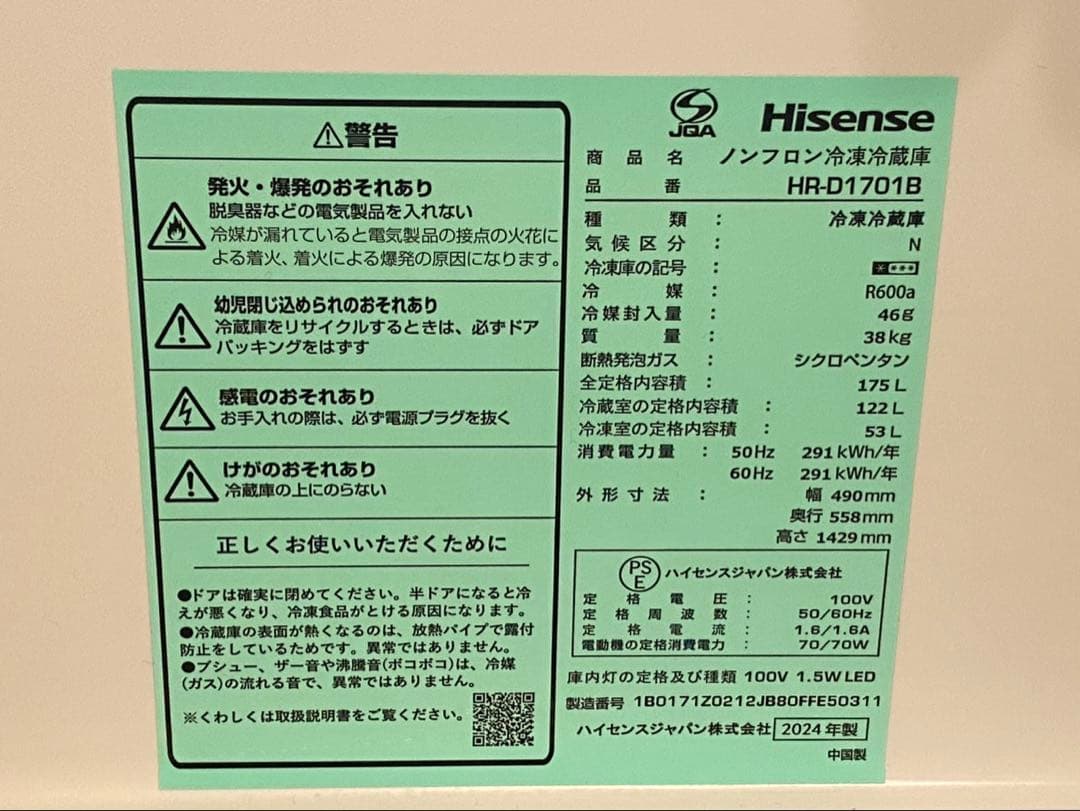 ⚠警告
発火・爆発のおそれあり
脱臭器などの電気製品を入れない
冷媒が漏れていると電気製品の接点の火花に
よる着火、着火による爆発の原因になります。
幼児閉じ込められのおそれあり
冷蔵庫をリサイクルするときは、必ずドア
パッキングをはずす
感電のおそれあり
お手入れの際は、必ず電源プラグを抜く
けがのおそれあり
冷蔵庫の上にのらない
正しくお使いいただくために
●ドアは確実に閉めてください。半ドアになると冷
えが悪くなり、冷凍食品がとける原因になります。
●冷蔵庫の表面が熱くなるのは、放熱パイプで露付
防止をしているためです。異常ではありません。
●ブシュー、ザー音や沸騰音(ボコボコ)は、冷媒
(ガス)の流れる音で、異常ではありません。
※くわしくは取扱説明書をご覧ください。
JQA Hisense
商品名 ノンフロン冷凍冷蔵庫
品番 HR-D1701B
種類 : 冷凍冷蔵庫
気候区分 : N
冷凍庫の記号 : * ***
冷媒 : R600a
冷媒封入量 : 46g
質量 : 38kg
断熱発泡ガス : シクロペンタン
全定格内容積 : 175L
冷蔵室の定格内容積 : 122L
冷凍室の定格内容積 : 53L
消費電力量 : 50Hz 291kWh/年
60Hz 291kWh/年
外形寸法 : 幅 490mm
奥行 558mm
高さ 1429mm
PS
E ハイセンスジャパン株式会社
定格電圧 : 100V
定格周波数 : 50/60Hz
定格電流 : 1.6/1.6A
電動機の定格消費電力 : 70/70W
庫内灯の定格及び種類 100V 1.5W LED
製造番号 1B0171Z0212JB80FFE50311
ハイセンスジャパン株式会社 2024年製
中国製